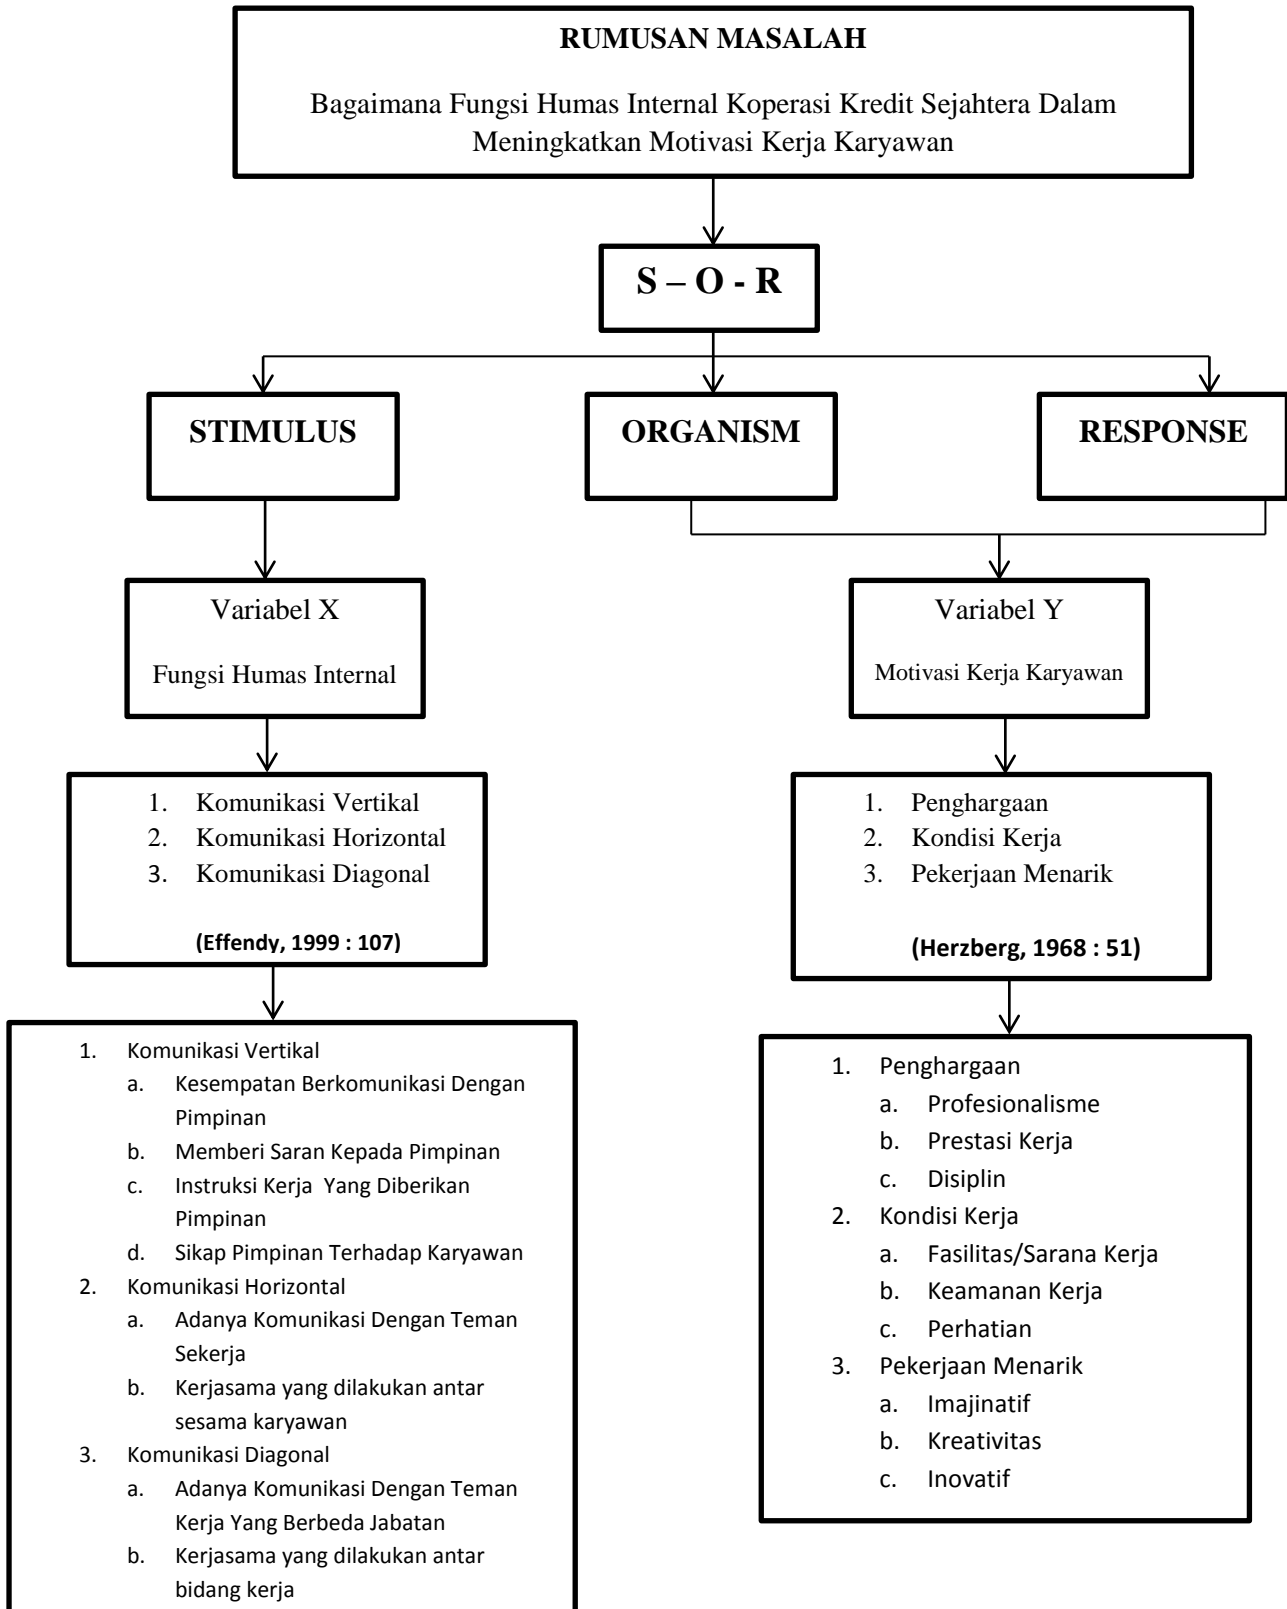 RUMUSAN MASALAH
Bagaimana Fungsi Humas Internal Koperasi Kredit Sejahtera Dalam
Meningkatkan Motivasi Kerja Karyawan
S – O - R
STIMULUS
ORGANISM
RESPONSE
Variabel X
Fungsi Humas Internal
Variabel Y
Motivasi Kerja Karyawan
1. Komunikasi Vertikal
2. Komunikasi Horizontal
3. Komunikasi Diagonal
(Effendy, 1999 : 107)
1. Penghargaan
2. Kondisi Kerja
3. Pekerjaan Menarik
(Herzberg, 1968 : 51)
1. Komunikasi Vertikal
a. Kesempatan Berkomunikasi Dengan
Pimpinan
b. Memberi Saran Kepada Pimpinan
c. Instruksi Kerja Yang Diberikan
Pimpinan
d. Sikap Pimpinan Terhadap Karyawan
2. Komunikasi Horizontal
a. Adanya Komunikasi Dengan Teman
Sekerja
b. Kerjasama yang dilakukan antar
sesama karyawan
3. Komunikasi Diagonal
a. Adanya Komunikasi Dengan Teman
Kerja Yang Berbeda Jabatan
b. Kerjasama yang dilakukan antar
bidang kerja
1. Penghargaan
a. Profesionalisme
b. Prestasi Kerja
c. Disiplin
2. Kondisi Kerja
a. Fasilitas/Sarana Kerja
b. Keamanan Kerja
c. Perhatian
3. Pekerjaan Menarik
a. Imajinatif
b. Kreativitas
c. Inovatif